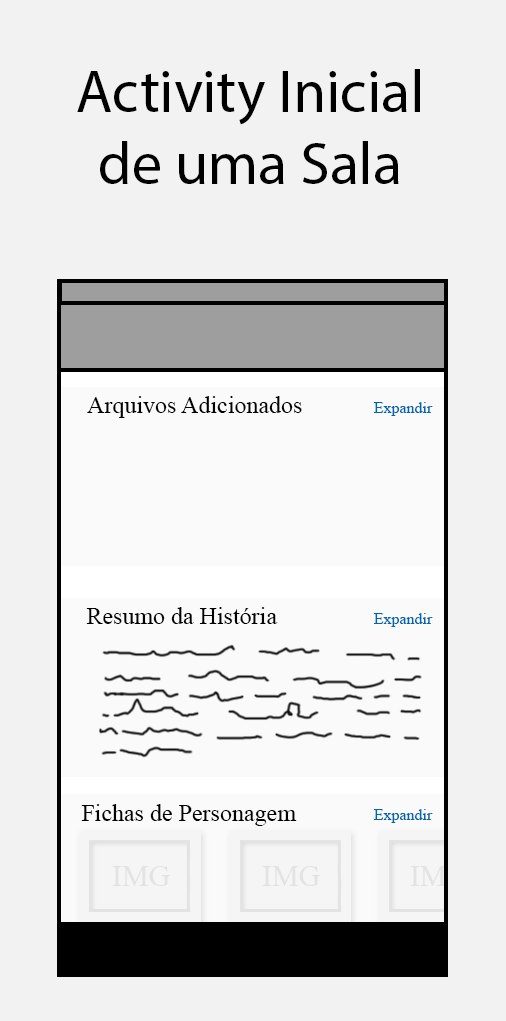 Activity Inicial
de uma Sala
Arquivos Adicionados
Expandir
Resumo da História
Expandir
Fichas de Personagem
Expandir
IMG
IMG
IM